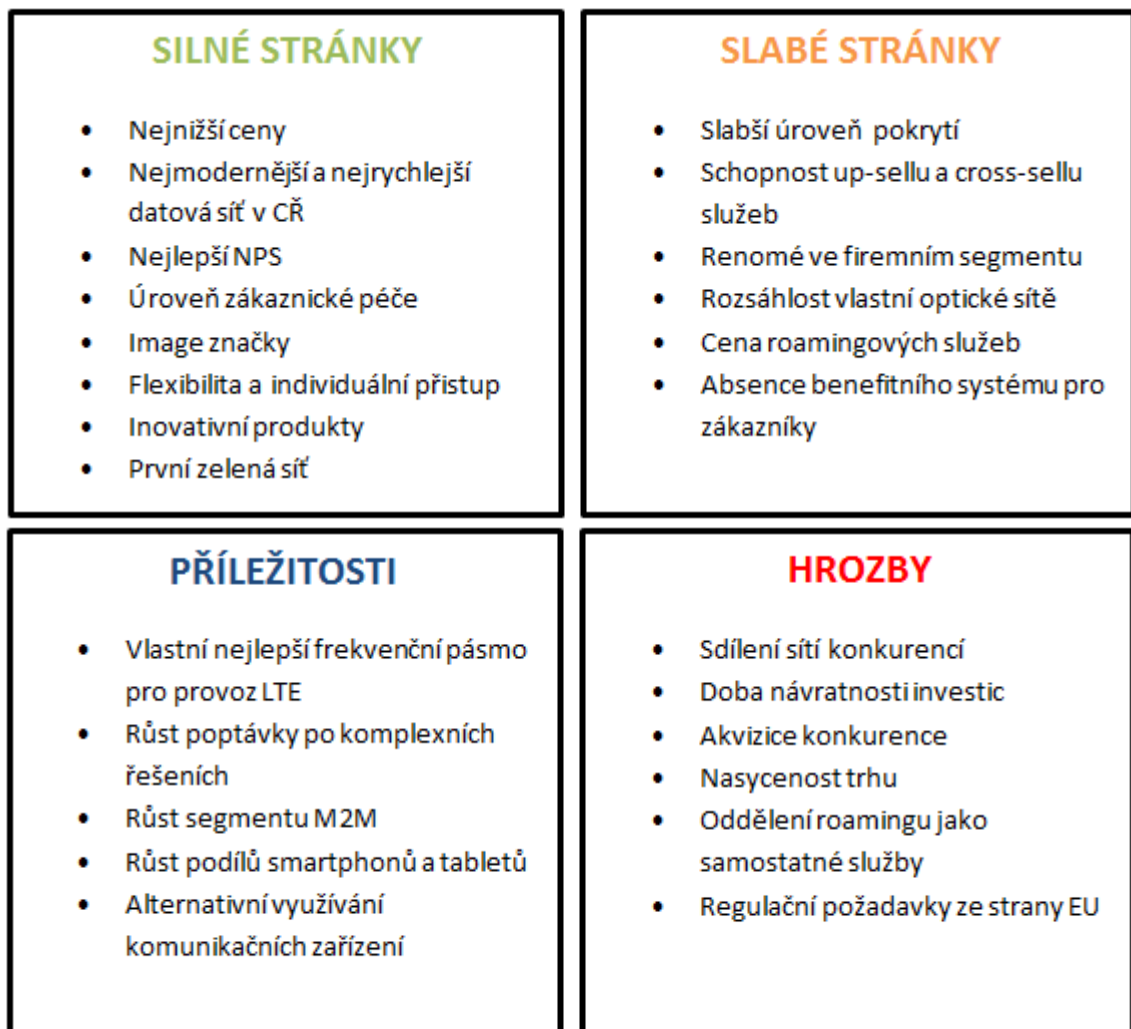 SILNÉ STRÁNKY
• Nejnižší ceny
• Nejmodernější a nejrychlejší
datová síť v CŘ
• Nejlepší NPS
• Úroveň zákaznické péče
• Image značky
• Flexibilita a individuální přistup
• Inovativní produkty
• První zelená síť
SLABÉ STRÁNKY
• Slabší úroveň pokrytí
• Schopnost up-sellu a cross-sellu
služeb
• Renomé ve firemním segmentu
• Rozsáhlost vlastní optické sítě
• Cena roamingových služeb
• Absence benefitního systému pro
zákazníky
PŘÍLEŽITOSTI
• Vlastní nejlepší frekvenční pásmo
pro provoz LTE
• Růst poptávky po komplexních
řešeních
• Růst segmentu M2M
• Růst podílů smartphonů a tabletů
• Alternativní využívání
komunikačních zařízení
HROZBY
• Sdílení sítí konkurencí
• Doba návratnosti investic
• Akvizice konkurence
• Nasycenost trhu
• Oddělení roamingu jako
samostatné služby
• Regulační požadavky ze strany EU